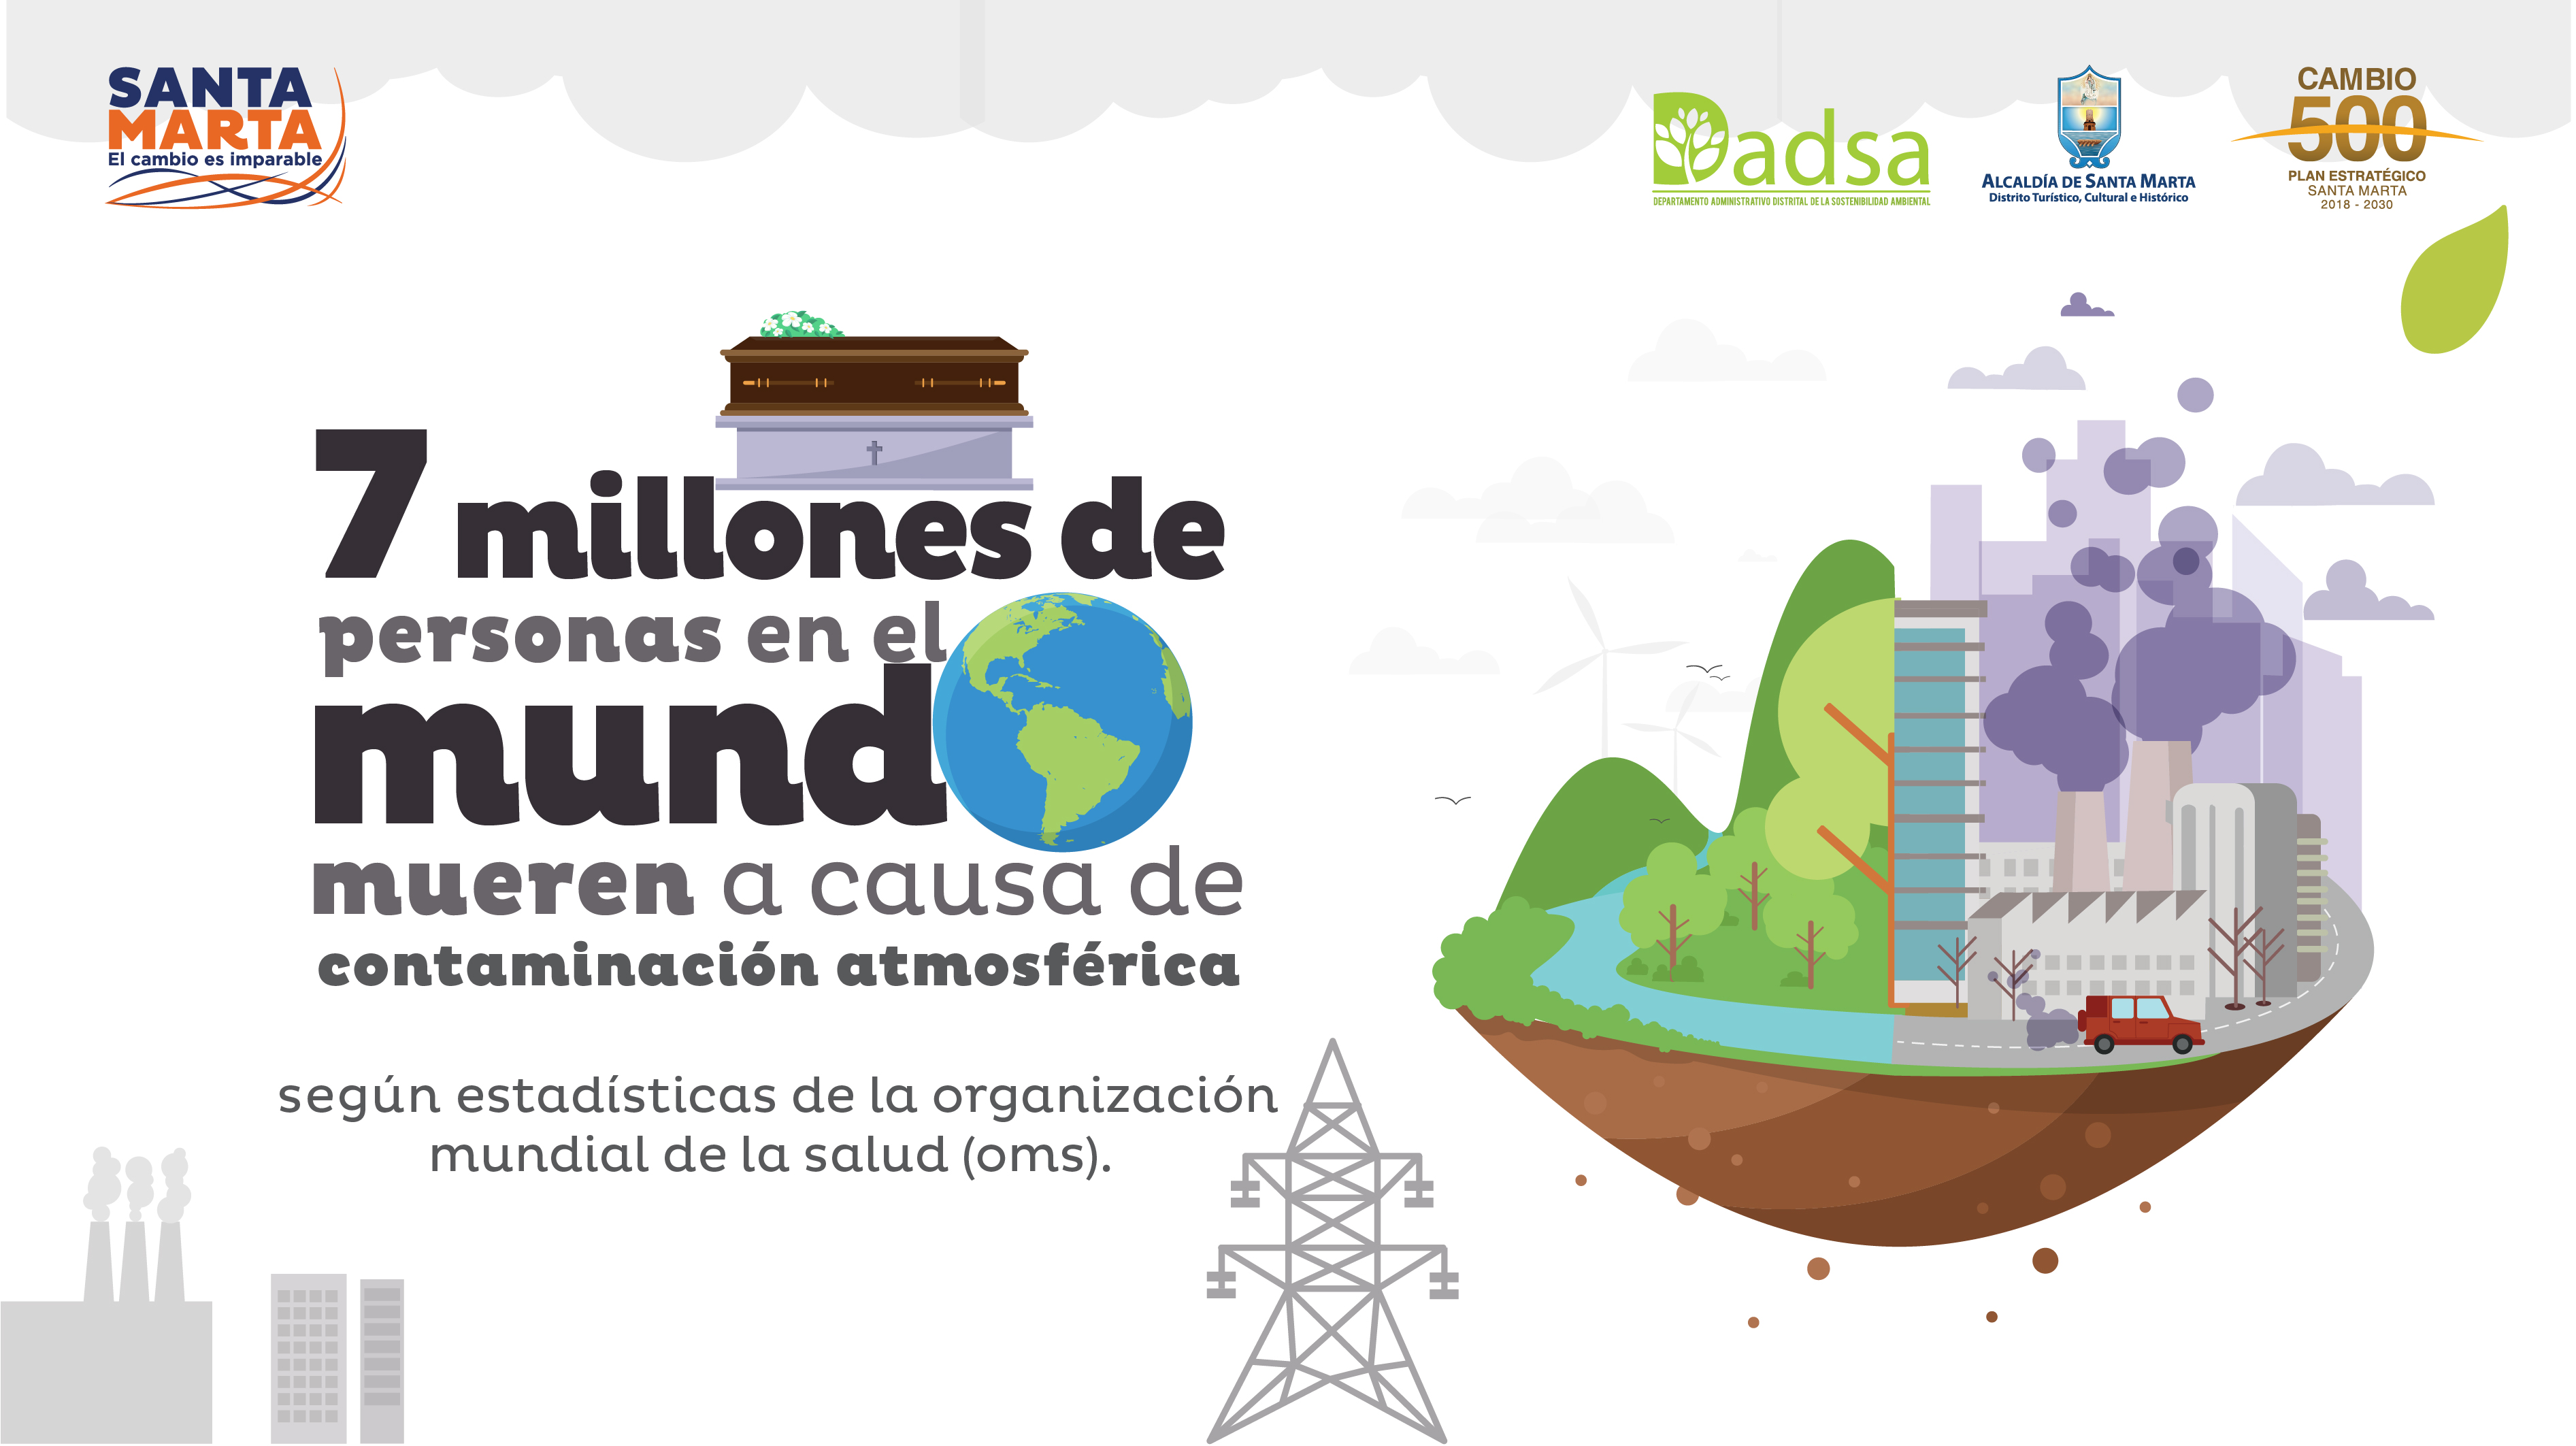 SANTA
MARTA
El cambio es imparable
Dadsa
DEPARTAMENTO ADMINISTRATIVO DISTRITAL DE LA SOSTENIBILIDAD AMBIENTAL
ALCALDÍA DE SANTA MARTA
Distrito Turístico, Cultural e Histórico
CAMBIO
500
PLAN ESTRATÉGICO
SANTA MARTA
2018 - 2030
7 millones de
personas en el
mundo
mueren a causa de
contaminación atmosférica
según estadísticas de la organización
mundial de la salud (oms).